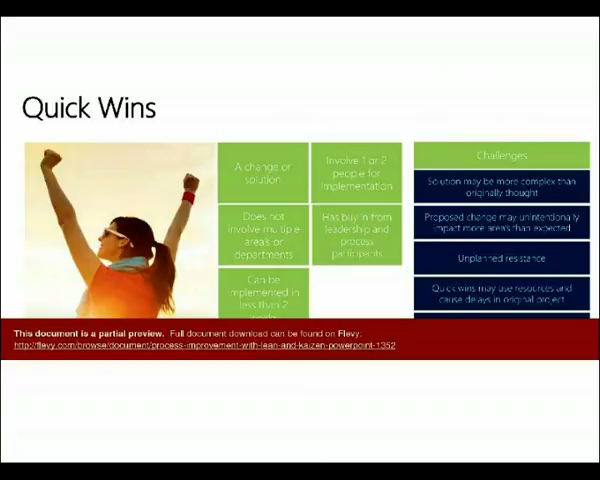 Quick Wins
A change or
solution
Involve 1 or 2
people for
implementation
Does not
involve multiple
area's or
departments
Has buy in from
leadership and
process
participants
Can be
implemented in
less than 2
Challenges
Solution may be more complex than
originally thought
Proposed change may unintentionally
impact more area's than expected
Unplanned resistance
Quick wins may use resources and
cause delays in original project
This document is a partial preview. Full document download can be found on Flevy:
http://flevy.com/browse/document/process-improvement-with-lean-and-kaizen-powerpoint-1352